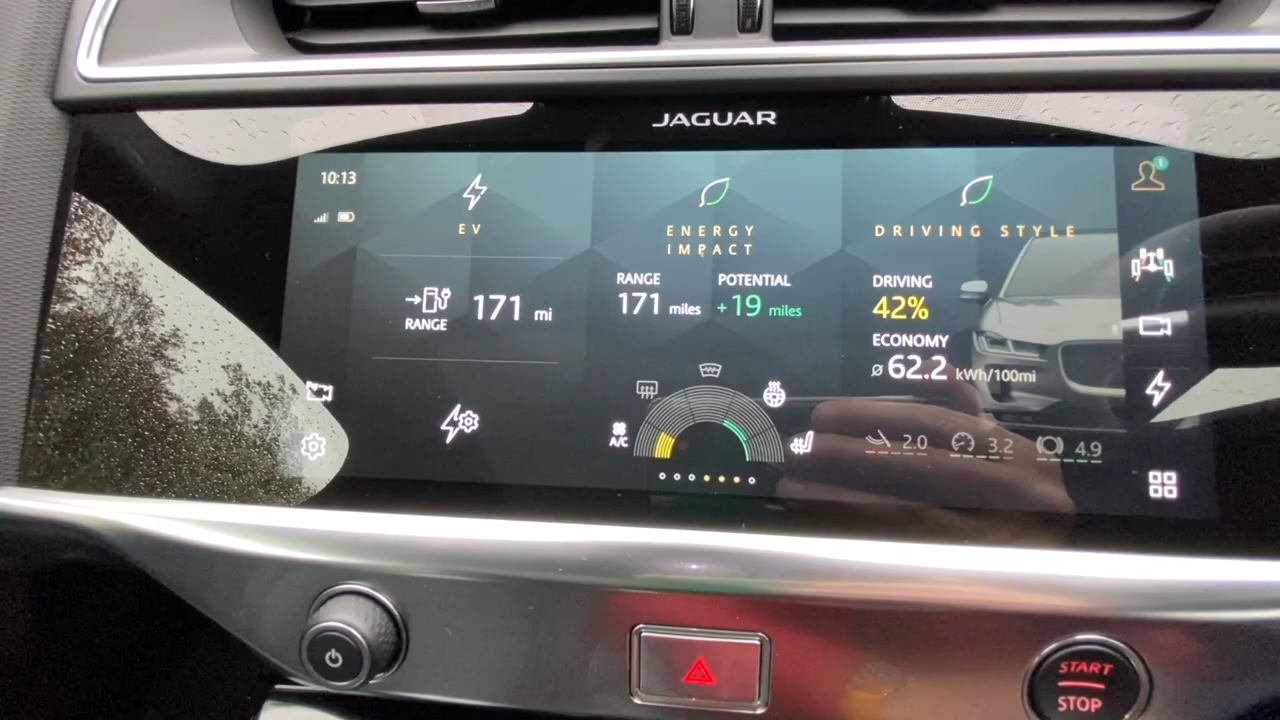 JAGUAR
10:13
EV
RANGE
171 mi
ENERGY
IMPACT
RANGE
171 miles
POTENTIAL
+19 miles
A/C
DRIVING STYLE
DRIVING
42%
ECONOMY
ø 62.2 kWh/100mi
2.0
3.2
4.9
1
START
STOP